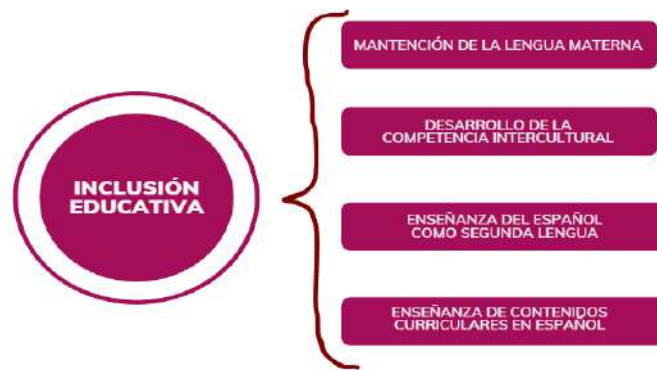 INCLUSIÓN
EDUCATIVA
MANTENCIÓN DE LA LENGUA MATERNA
DESARROLLO DE LA
COMPETENCIA INTERCULTURAL
ENSEÑANZA DEL ESPAÑOL
COMO SEGUNDA LENGUA
ENSEÑANZA DE CONTENIDOS
CURRICULARES EN ESPAÑOL